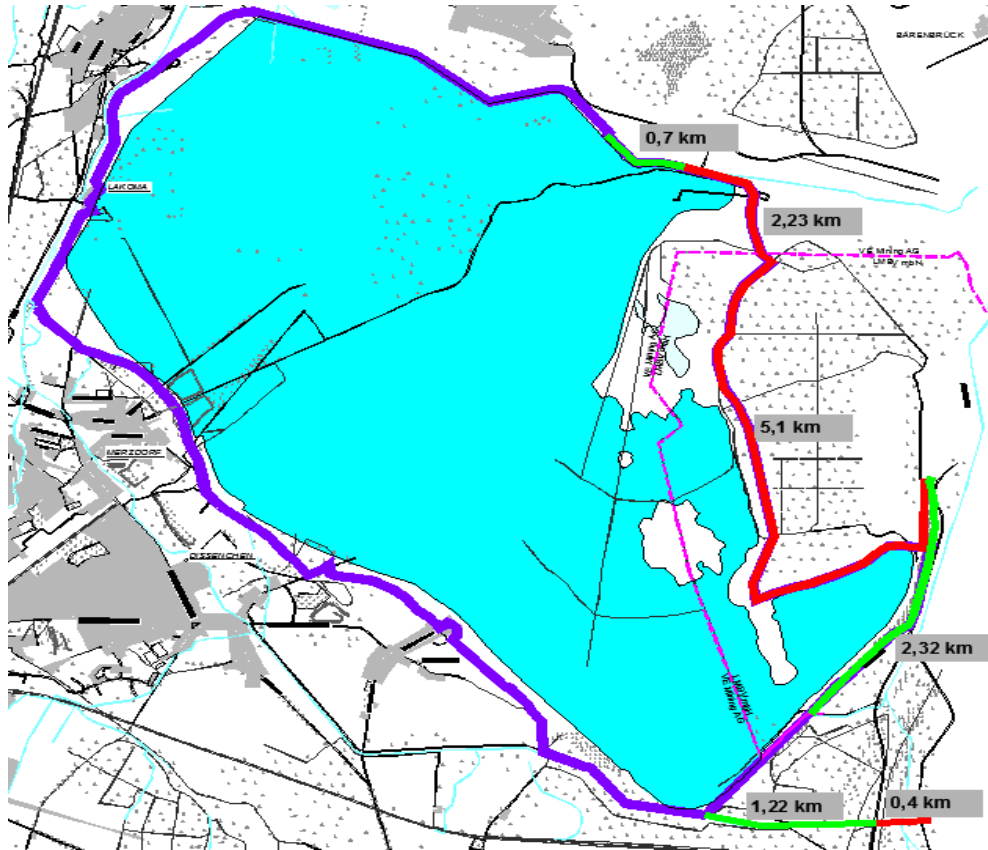 BÄRENBRÜCK
0,7 km
LAKOMA
2,23 km
VE Mining AG
LMBV mbH
5,1 km
MERZDORF
DISSENCHEN
2,32 km
LMBV mbH
VE Mining AG
1,22 km
0,4 km